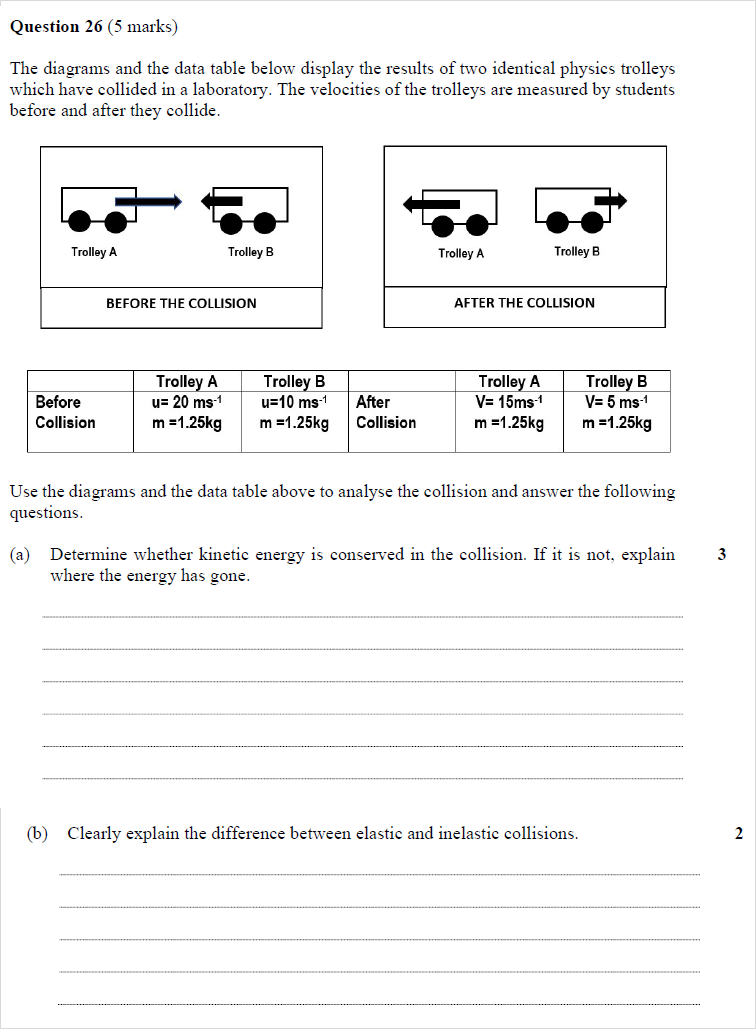 Question 26 (5 marks)
The diagrams and the data table below display the results of two identical physics trolleys
which have collided in a laboratory. The velocities of the trolleys are measured by students
before and after they collide.
Trolley A
Trolley B
BEFORE THE COLLISION
Trolley A
Trolley B
AFTER THE COLLISION
Trolley A Trolley B Trolley A Trolley B
Before u= 20 ms-1 u=10 ms-1 After V= 15ms-1 V= 5 ms-1
Collision m =1.25kg m =1.25kg Collision m =1.25kg m =1.25kg
Use the diagrams and the data table above to analyse the collision and answer the following
questions.
(a) Determine whether kinetic energy is conserved in the collision. If it is not, explain 3
where the energy has gone.
(b) Clearly explain the difference between elastic and inelastic collisions. 2